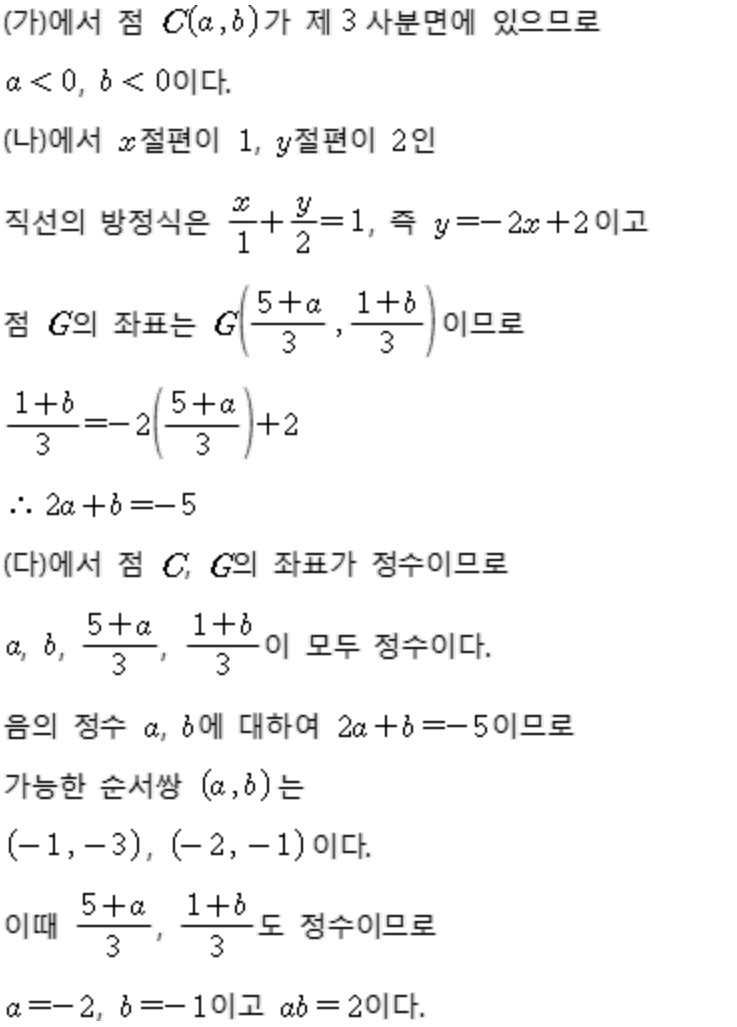 (가)에서 점 C(a, b)가 제 3 사분면에 있으므로
a < 0, b < 0이다.
(나)에서 x절편이 1, y절편이 2인
직선의 방정식은 x/1 + y/2 = 1, 즉 y = -2x + 2이고
점 G의 좌표는 G((5+a)/3, (1+b)/3)이므로
(1+b)/3 = -2((5+a)/3) + 2
∴ 2a + b = -5
(다)에서 점 C, G의 좌표가 정수이므로
a, b, (5+a)/3, (1+b)/3이 모두 정수이다.
음의 정수 a, b에 대하여 2a + b = -5이므로
가능한 순서쌍 (a, b)는
(-1, -3), (-2, -1)이다.
이때 (5+a)/3, (1+b)/3도 정수이므로
a = -2, b = -1이고 ab = 2이다.